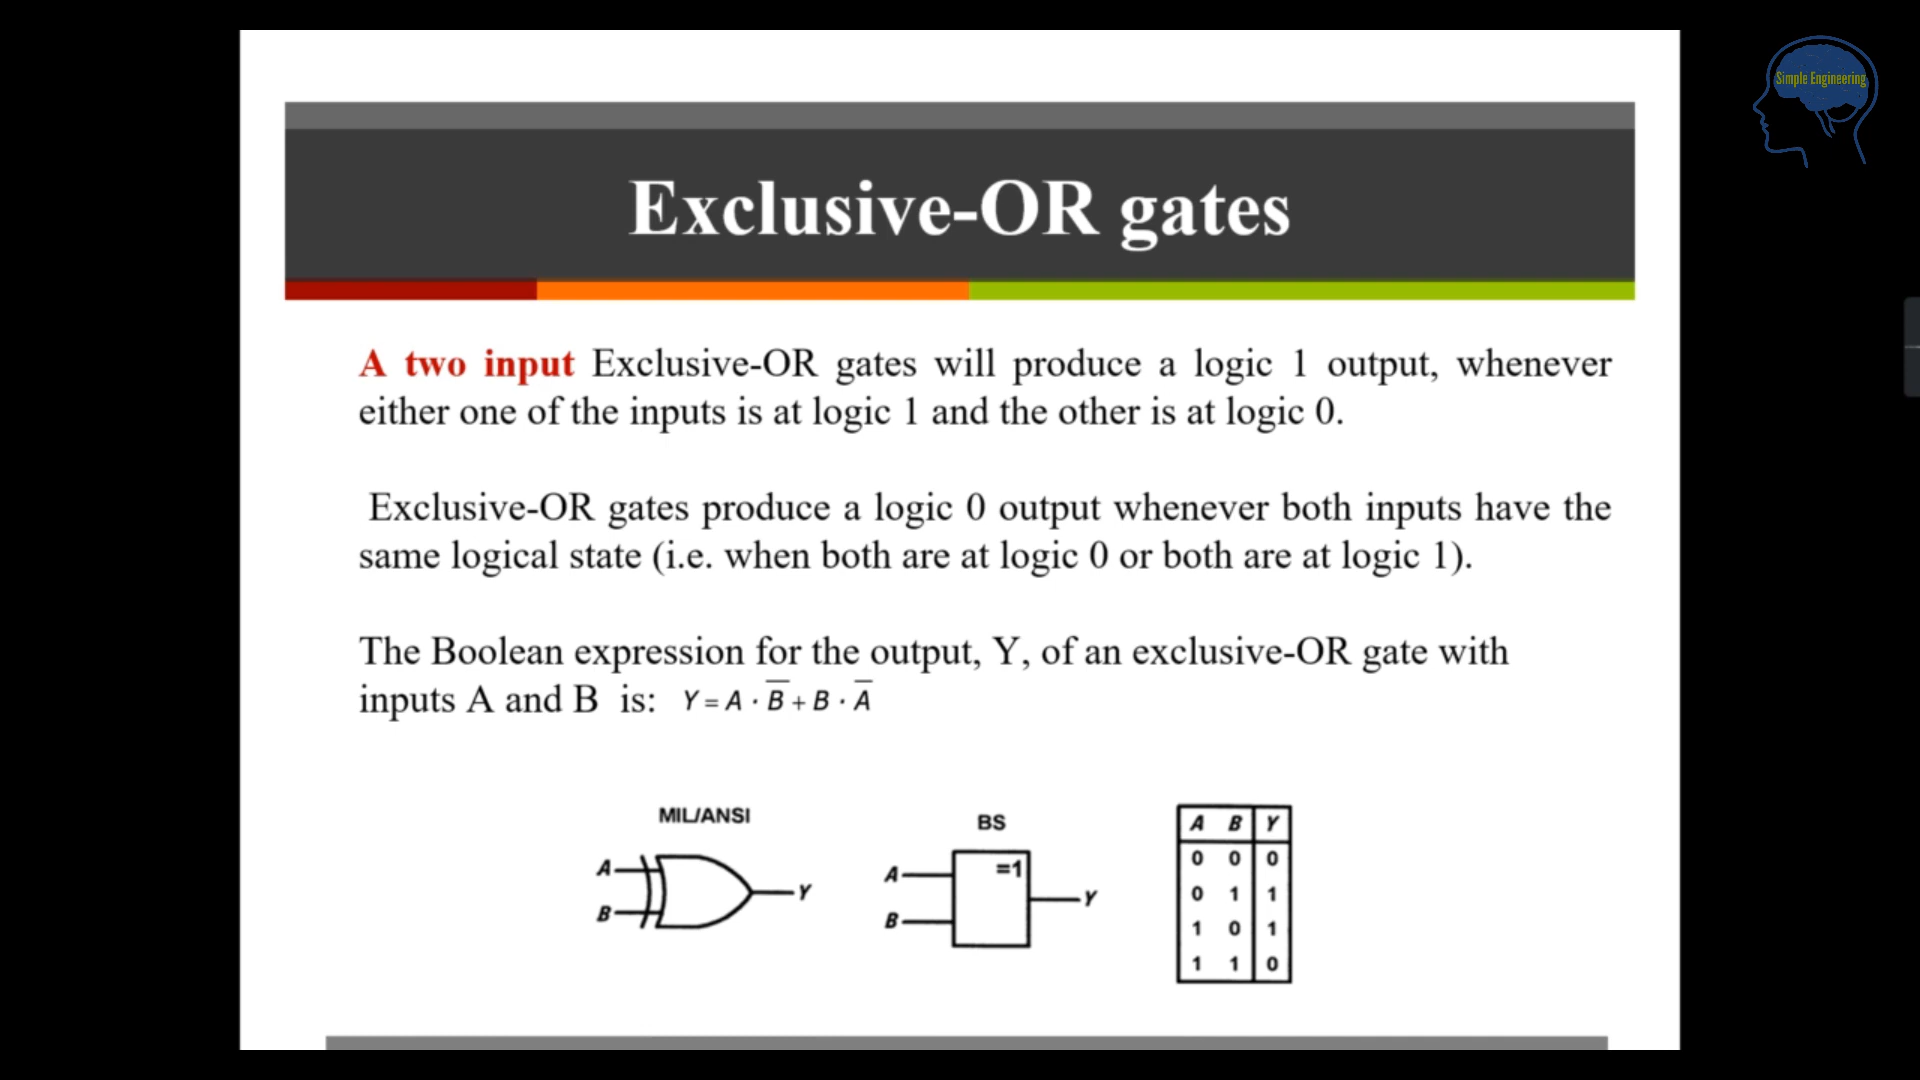 Simple Engineering
Exclusive-OR gates
A two input Exclusive-OR gates will produce a logic 1 output, whenever
either one of the inputs is at logic 1 and the other is at logic 0.
Exclusive-OR gates produce a logic 0 output whenever both inputs have the
same logical state (i.e. when both are at logic 0 or both are at logic 1).
The Boolean expression for the output, Y, of an exclusive-OR gate with
inputs A and B is: Y = A · B̅ + B · A̅
MIL/ANSI
A
B
Y
BS
A
B
=1
Y
A B Y
0 0 0
0 1 1
1 0 1
1 1 0